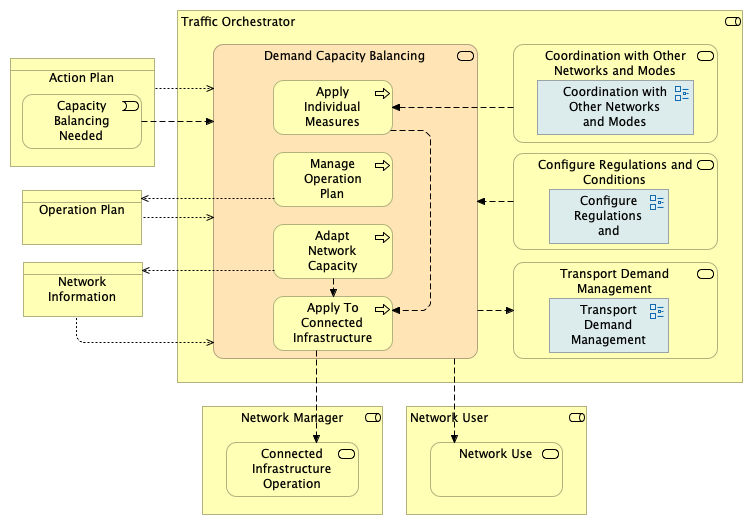 Traffic Orchestrator
Action Plan
Capacity
Balancing
Needed
Operation Plan
Network
Information
Demand Capacity Balancing
Apply
Individual
Measures
Manage
Operation
Plan
Adapt
Network
Capacity
Apply To
Connected
Infrastructure
Coordination with Other
Networks and Modes
Coordination with
Other Networks
and Modes
Configure Regulations and
Conditions
Configure
Regulations
and
Transport Demand
Management
Transport
Demand
Management
Network Manager
Connected
Infrastructure
Operation
Network User
Network Use